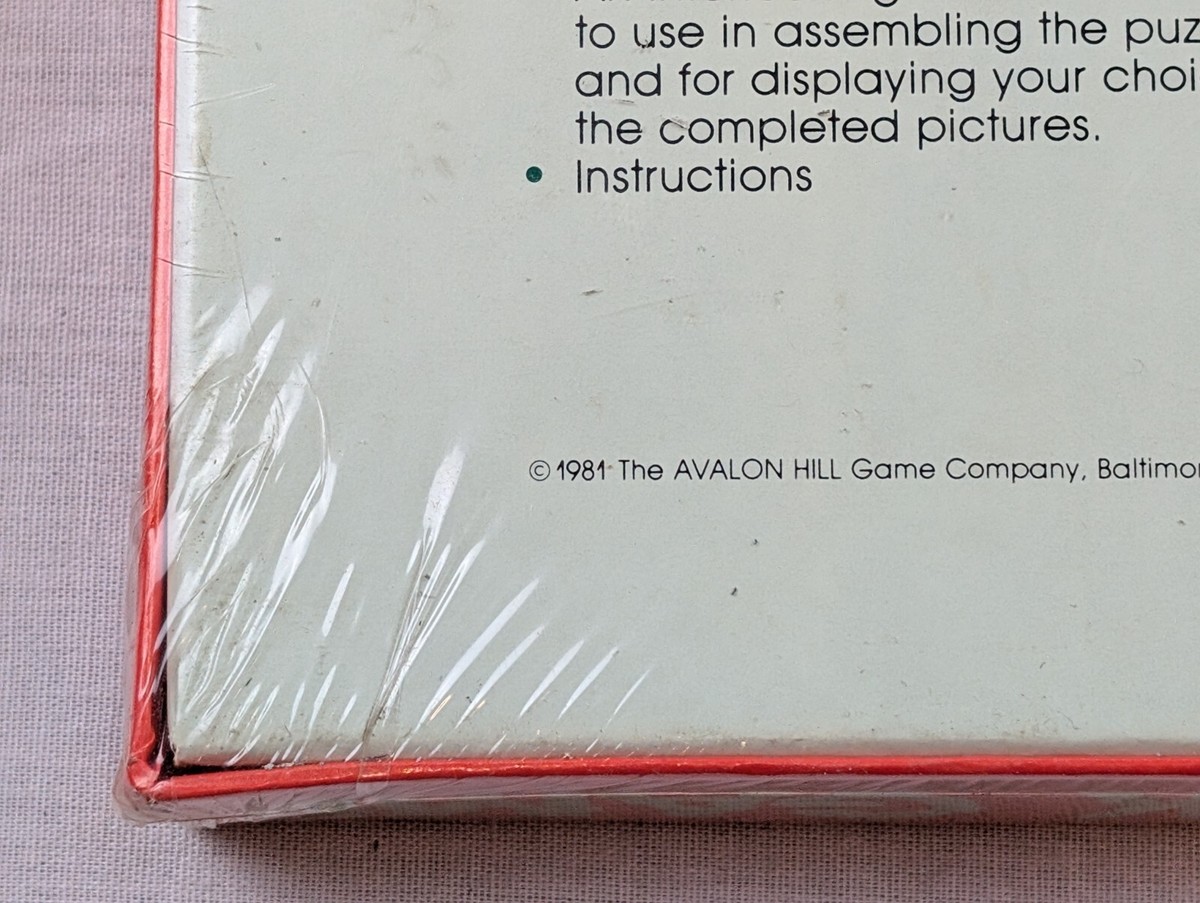 to use in assembling the puz
and for displaying your choi
the completed pictures.
• Instructions
© 1981 The AVALON HILL Game Company, Baltimor